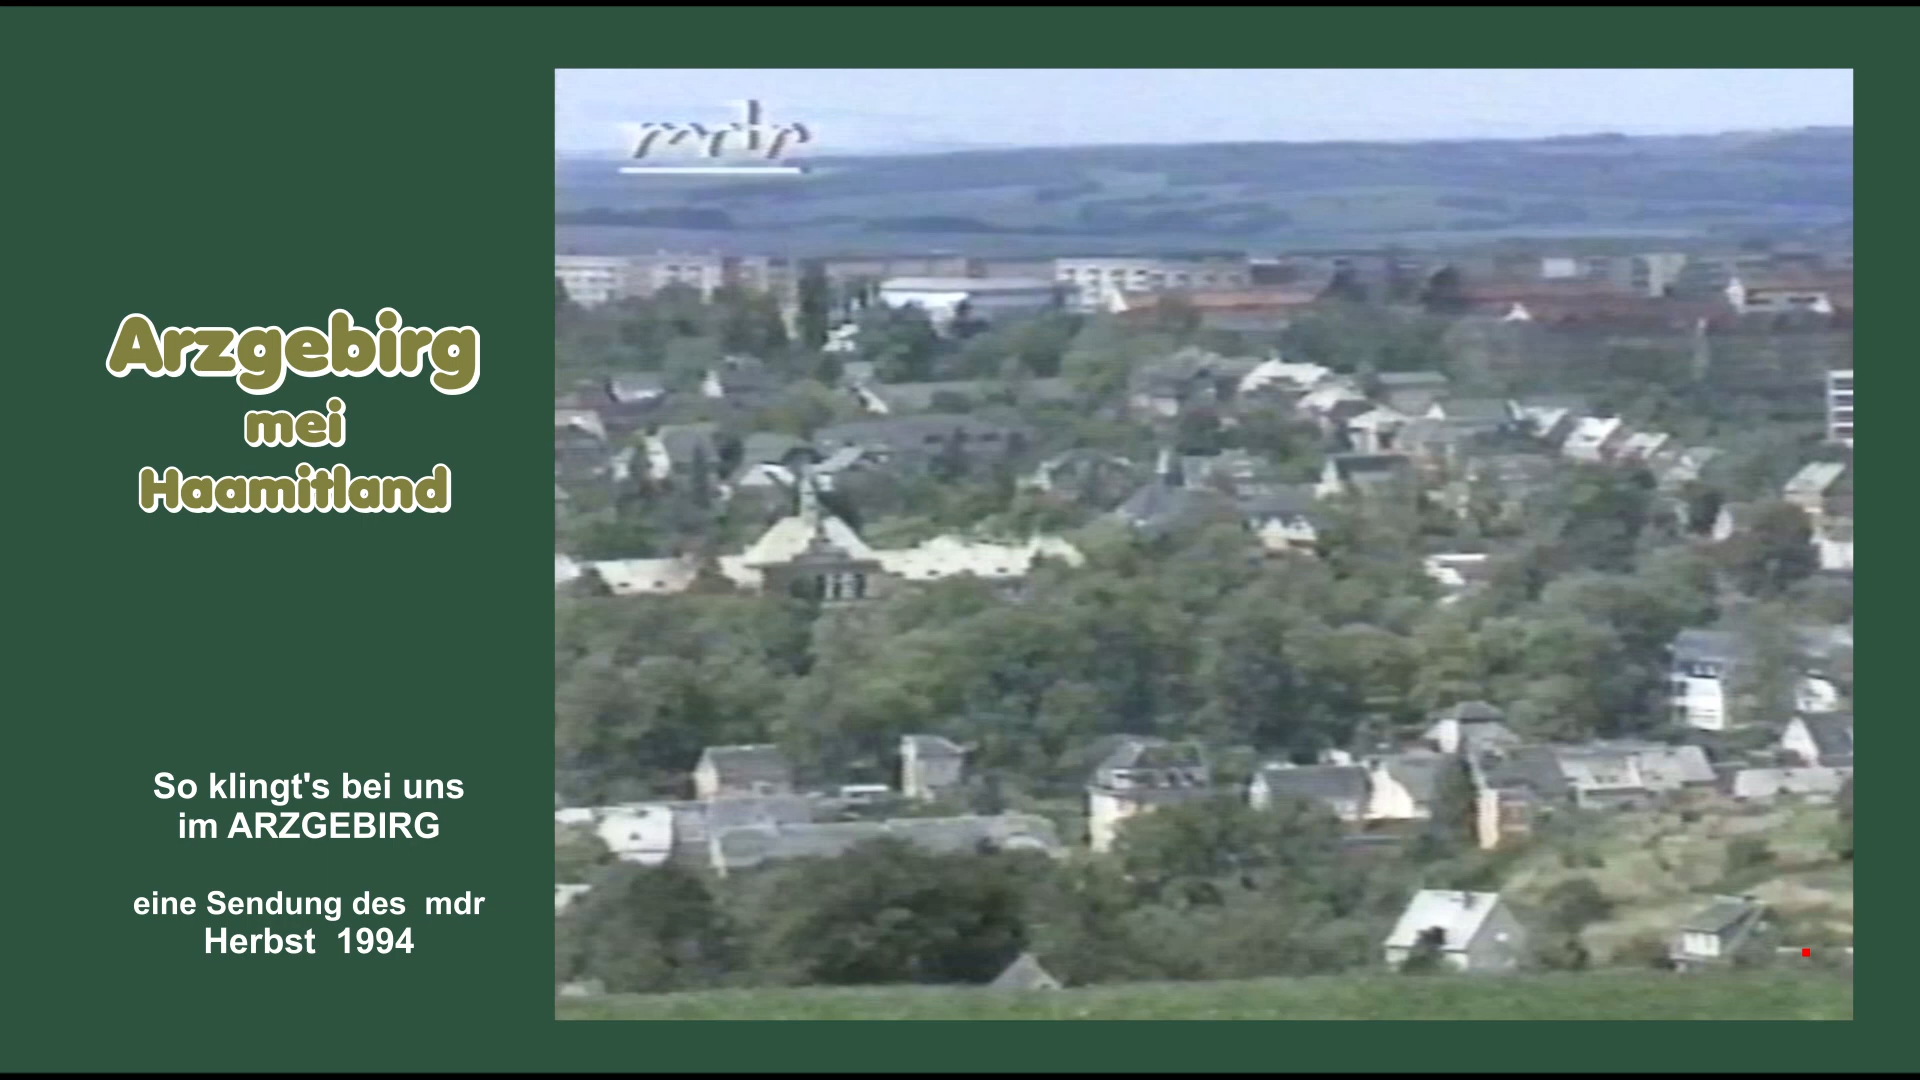 Arzgebirg
mei
Haamitland
So klingt's bei uns
im ARZGEBIRG
eine Sendung des mdr
Herbst 1994
mdr